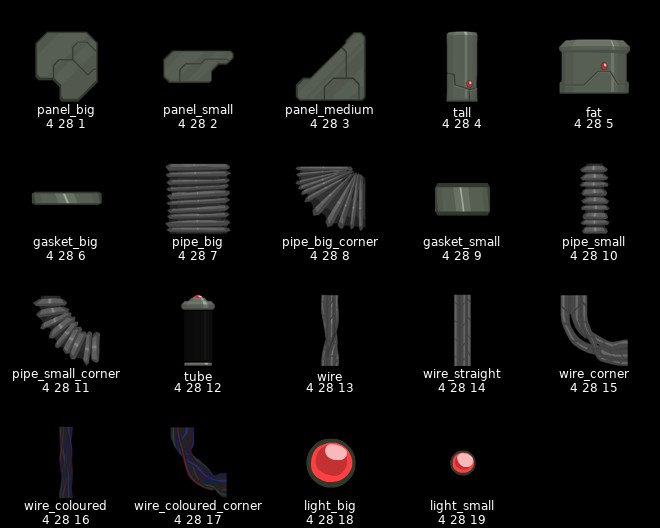 panel_big
4 28 1
panel_small
4 28 2
panel_medium
4 28 3
tall
4 28 4
fat
4 28 5
gasket_big
4 28 6
pipe_big
4 28 7
pipe_big_corner
4 28 8
gasket_small
4 28 9
pipe_small
4 28 10
pipe_small_corner
4 28 11
tube
4 28 12
wire
4 28 13
wire_straight
4 28 14
wire_corner
4 28 15
wire_coloured
4 28 16
wire_coloured_corner
4 28 17
light_big
4 28 18
light_small
4 28 19